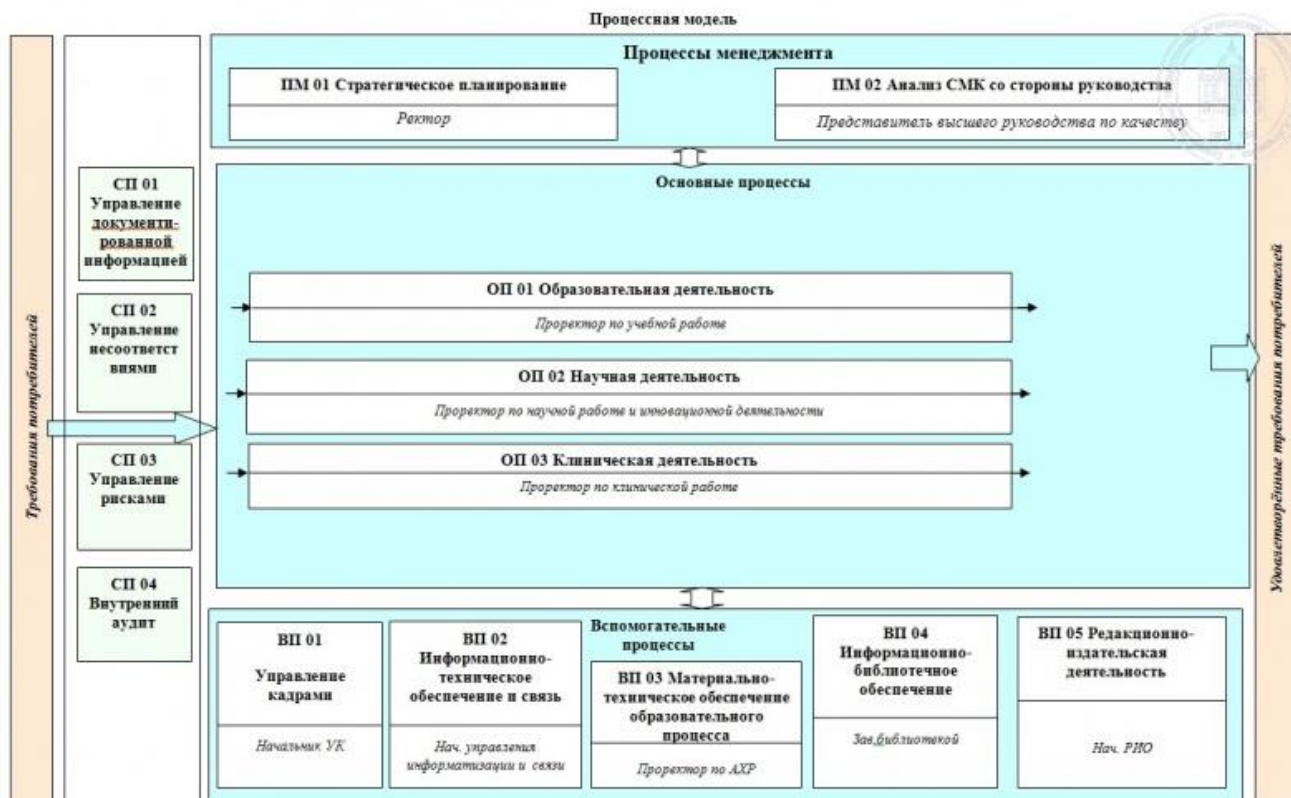 Процессная модель
Процессы менеджмента
ПМ 01 Стратегическое планирование
Ректор
ПМ 02 Анализ СМК со стороны руководства
Представитель высшего руководства по качеству
Требования потребителей
СП 01
Управление
документи-
рованной
информацией
СП 02
Управление
несоответст
виями
СП 03
Управление
рисками
СП 04
Внутренний
аудит
Основные процессы
ОП 01 Образовательная деятельность
Проректор по учебной работе
ОП 02 Научная деятельность
Проректор по научной работе и инновационной деятельности
ОП 03 Клиническая деятельность
Проректор по клинической работе
Удовлетворённые требования потребителей
Вспомогательные
процессы
ВП 01
Управление
кадрами
Начальник УК
ВП 02
Информационно-
техническое
обеспечение и связь
Нач. управления
информатизации и связи
ВП 03 Материально-
техническое обеспечение
образовательного
процесса
Проректор по АХР
ВП 04
Информационно-
библиотечное
обеспечение
Зав.библиотекой
ВП 05 Редакционно-
издательская
деятельность
Нач. РИО